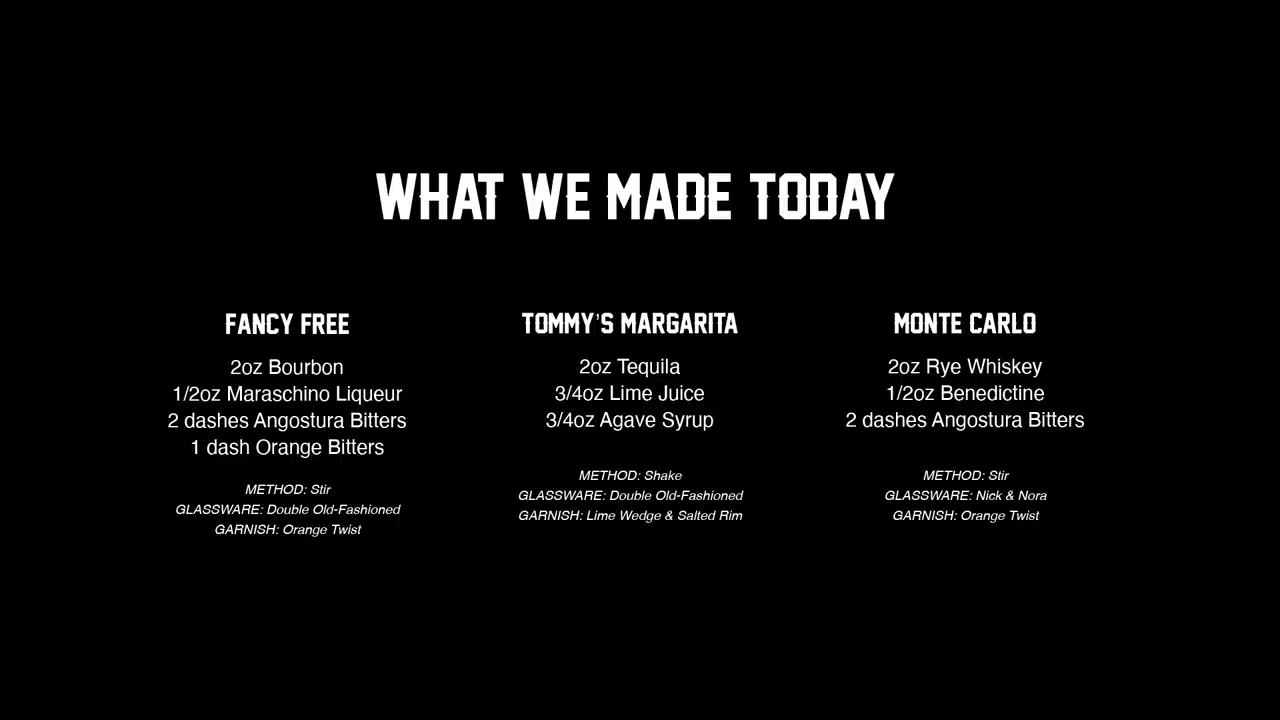 WHAT WE MADE TODAY
FANCY FREE
2oz Bourbon
1/2oz Maraschino Liqueur
2 dashes Angostura Bitters
1 dash Orange Bitters
METHOD: Stir
GLASSWARE: Double Old-Fashioned
GARNISH: Orange Twist
TOMMY'S MARGARITA
2oz Tequila
3/4oz Lime Juice
3/4oz Agave Syrup
METHOD: Shake
GLASSWARE: Double Old-Fashioned
GARNISH: Lime Wedge & Salted Rim
MONTE CARLO
2oz Rye Whiskey
1/2oz Benedictine
2 dashes Angostura Bitters
METHOD: Stir
GLASSWARE: Nick & Nora
GARNISH: Orange Twist